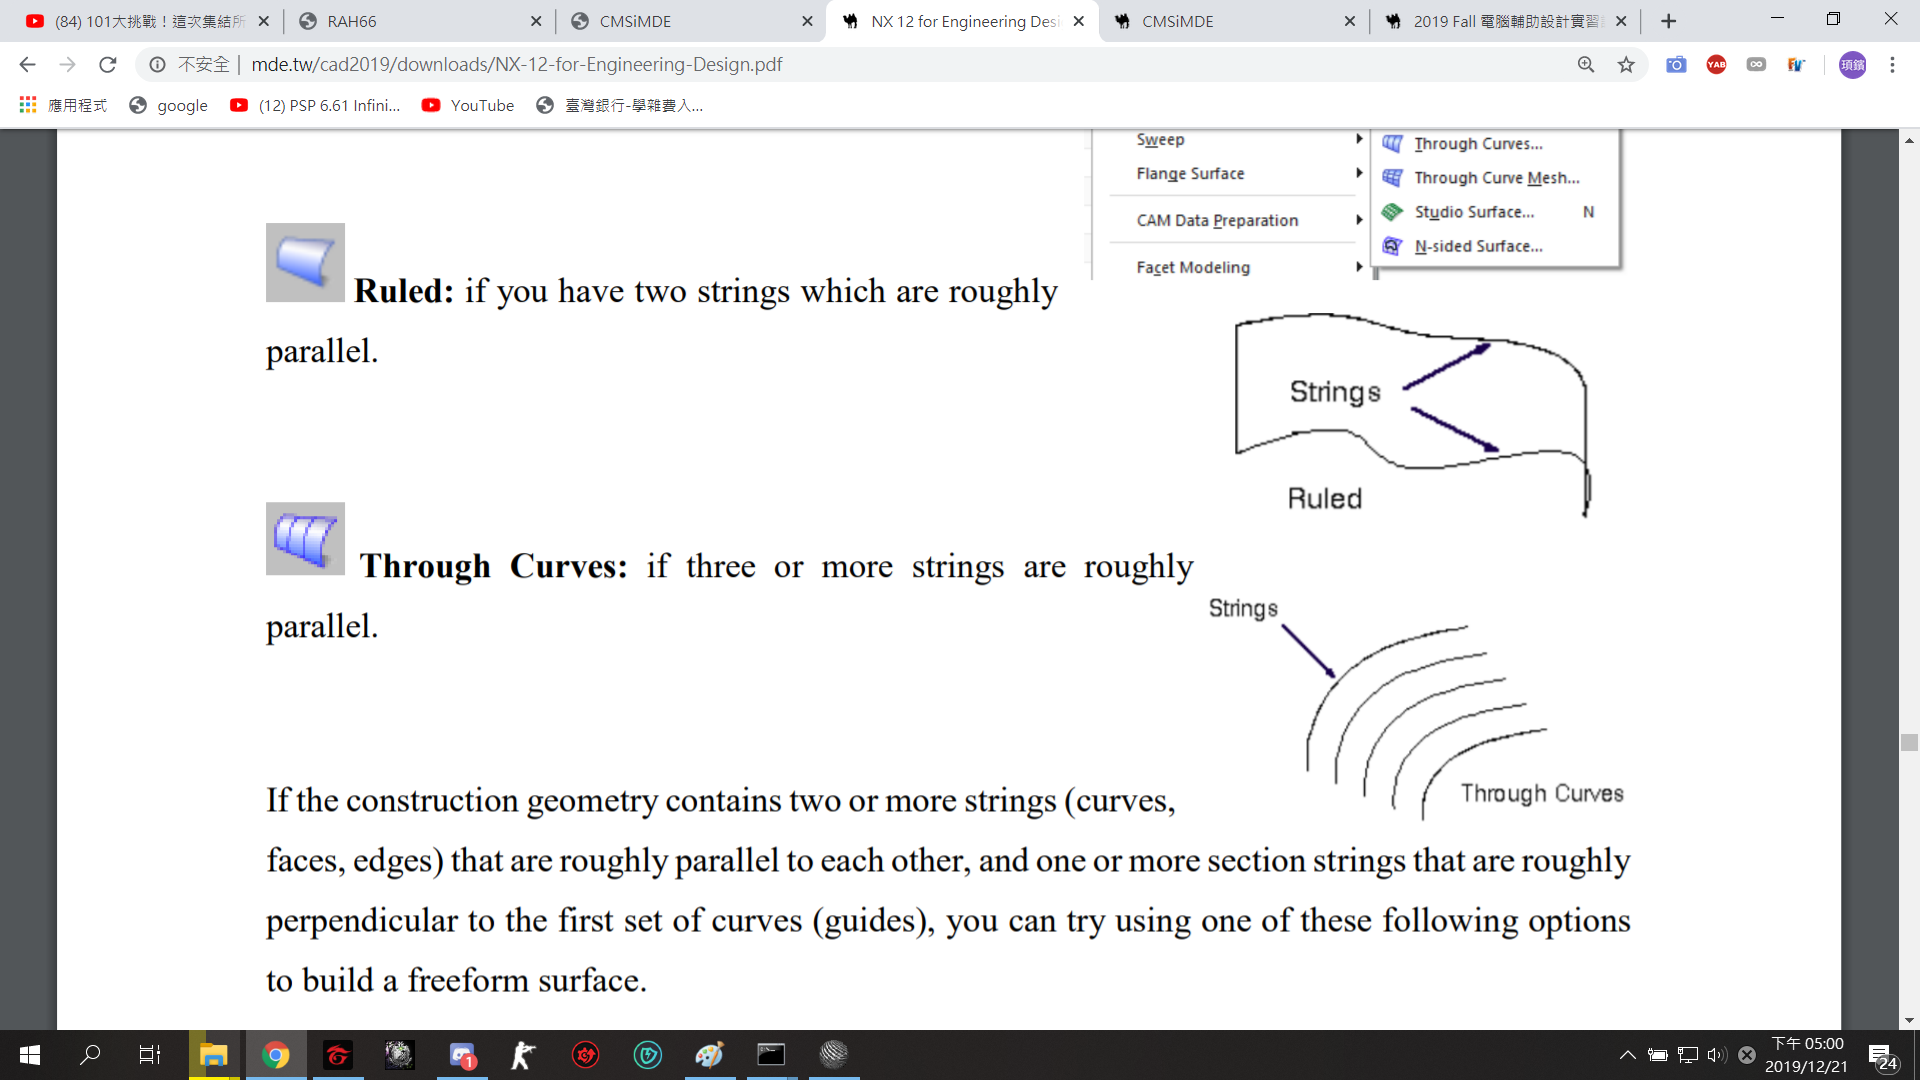 (84) 101大挑戰！這次集結所
RAH66
CMSiMDE
NX 12 for Engineering Desi
CMSiMDE
2019 Fall 電腦輔助設計實習
不安全
mde.tw/cad2019/downloads/NX-12-for-Engineering-Design.pdf
YAB
頊鑌
應用程式
google
(12) PSP 6.61 Infini...
YouTube
臺灣銀行-學雜費入...
Sweep
Flange Surface
CAM Data Preparation
Facet Modeling
Through Curves...
Through Curve Mesh...
Studio Surface... N
N-sided Surface...
Ruled: if you have two strings which are roughly
parallel.
Strings
Ruled
Through Curves: if three or more strings are roughly
parallel.
Strings
Through Curves
If the construction geometry contains two or more strings (curves,
faces, edges) that are roughly parallel to each other, and one or more section strings that are roughly
perpendicular to the first set of curves (guides), you can try using one of these following options
to build a freeform surface.
1
下午 05:00
2019/12/21
24